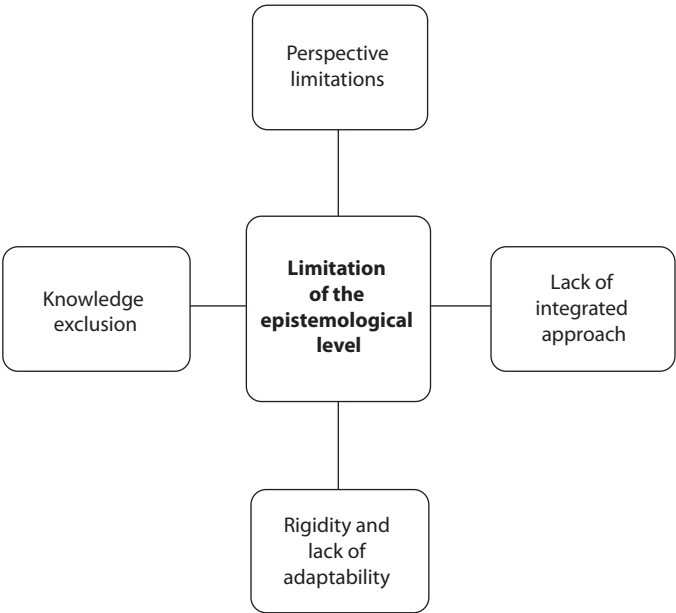 Perspective
limitations
Knowledge
exclusion
Limitation
of the
epistemological
level
Lack of
integrated
approach
Rigidity and
lack of
adaptability